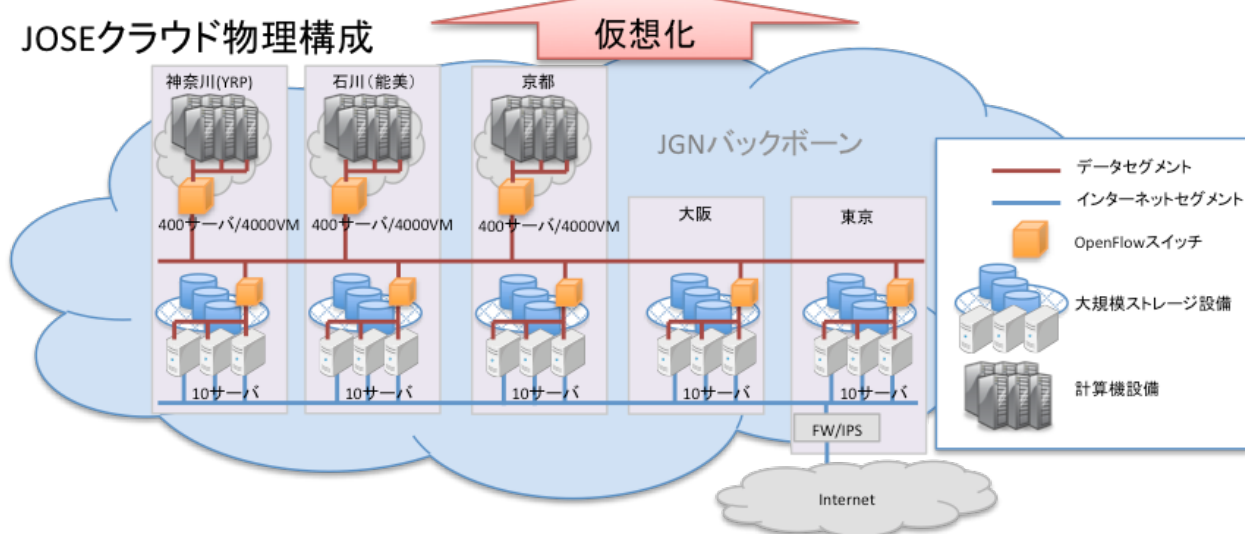 JOSEクラウド物理構成
仮想化
神奈川(YRP)
石川(能美)
京都
JGNバックボーン
400サーバ/4000VM
400サーバ/4000VM
400サーバ/4000VM
大阪
東京
10サーバ
10サーバ
10サーバ
10サーバ
10サーバ
FW/IPS
Internet
データセグメント
インターネットセグメント
OpenFlowスイッチ
大規模ストレージ設備
計算機設備